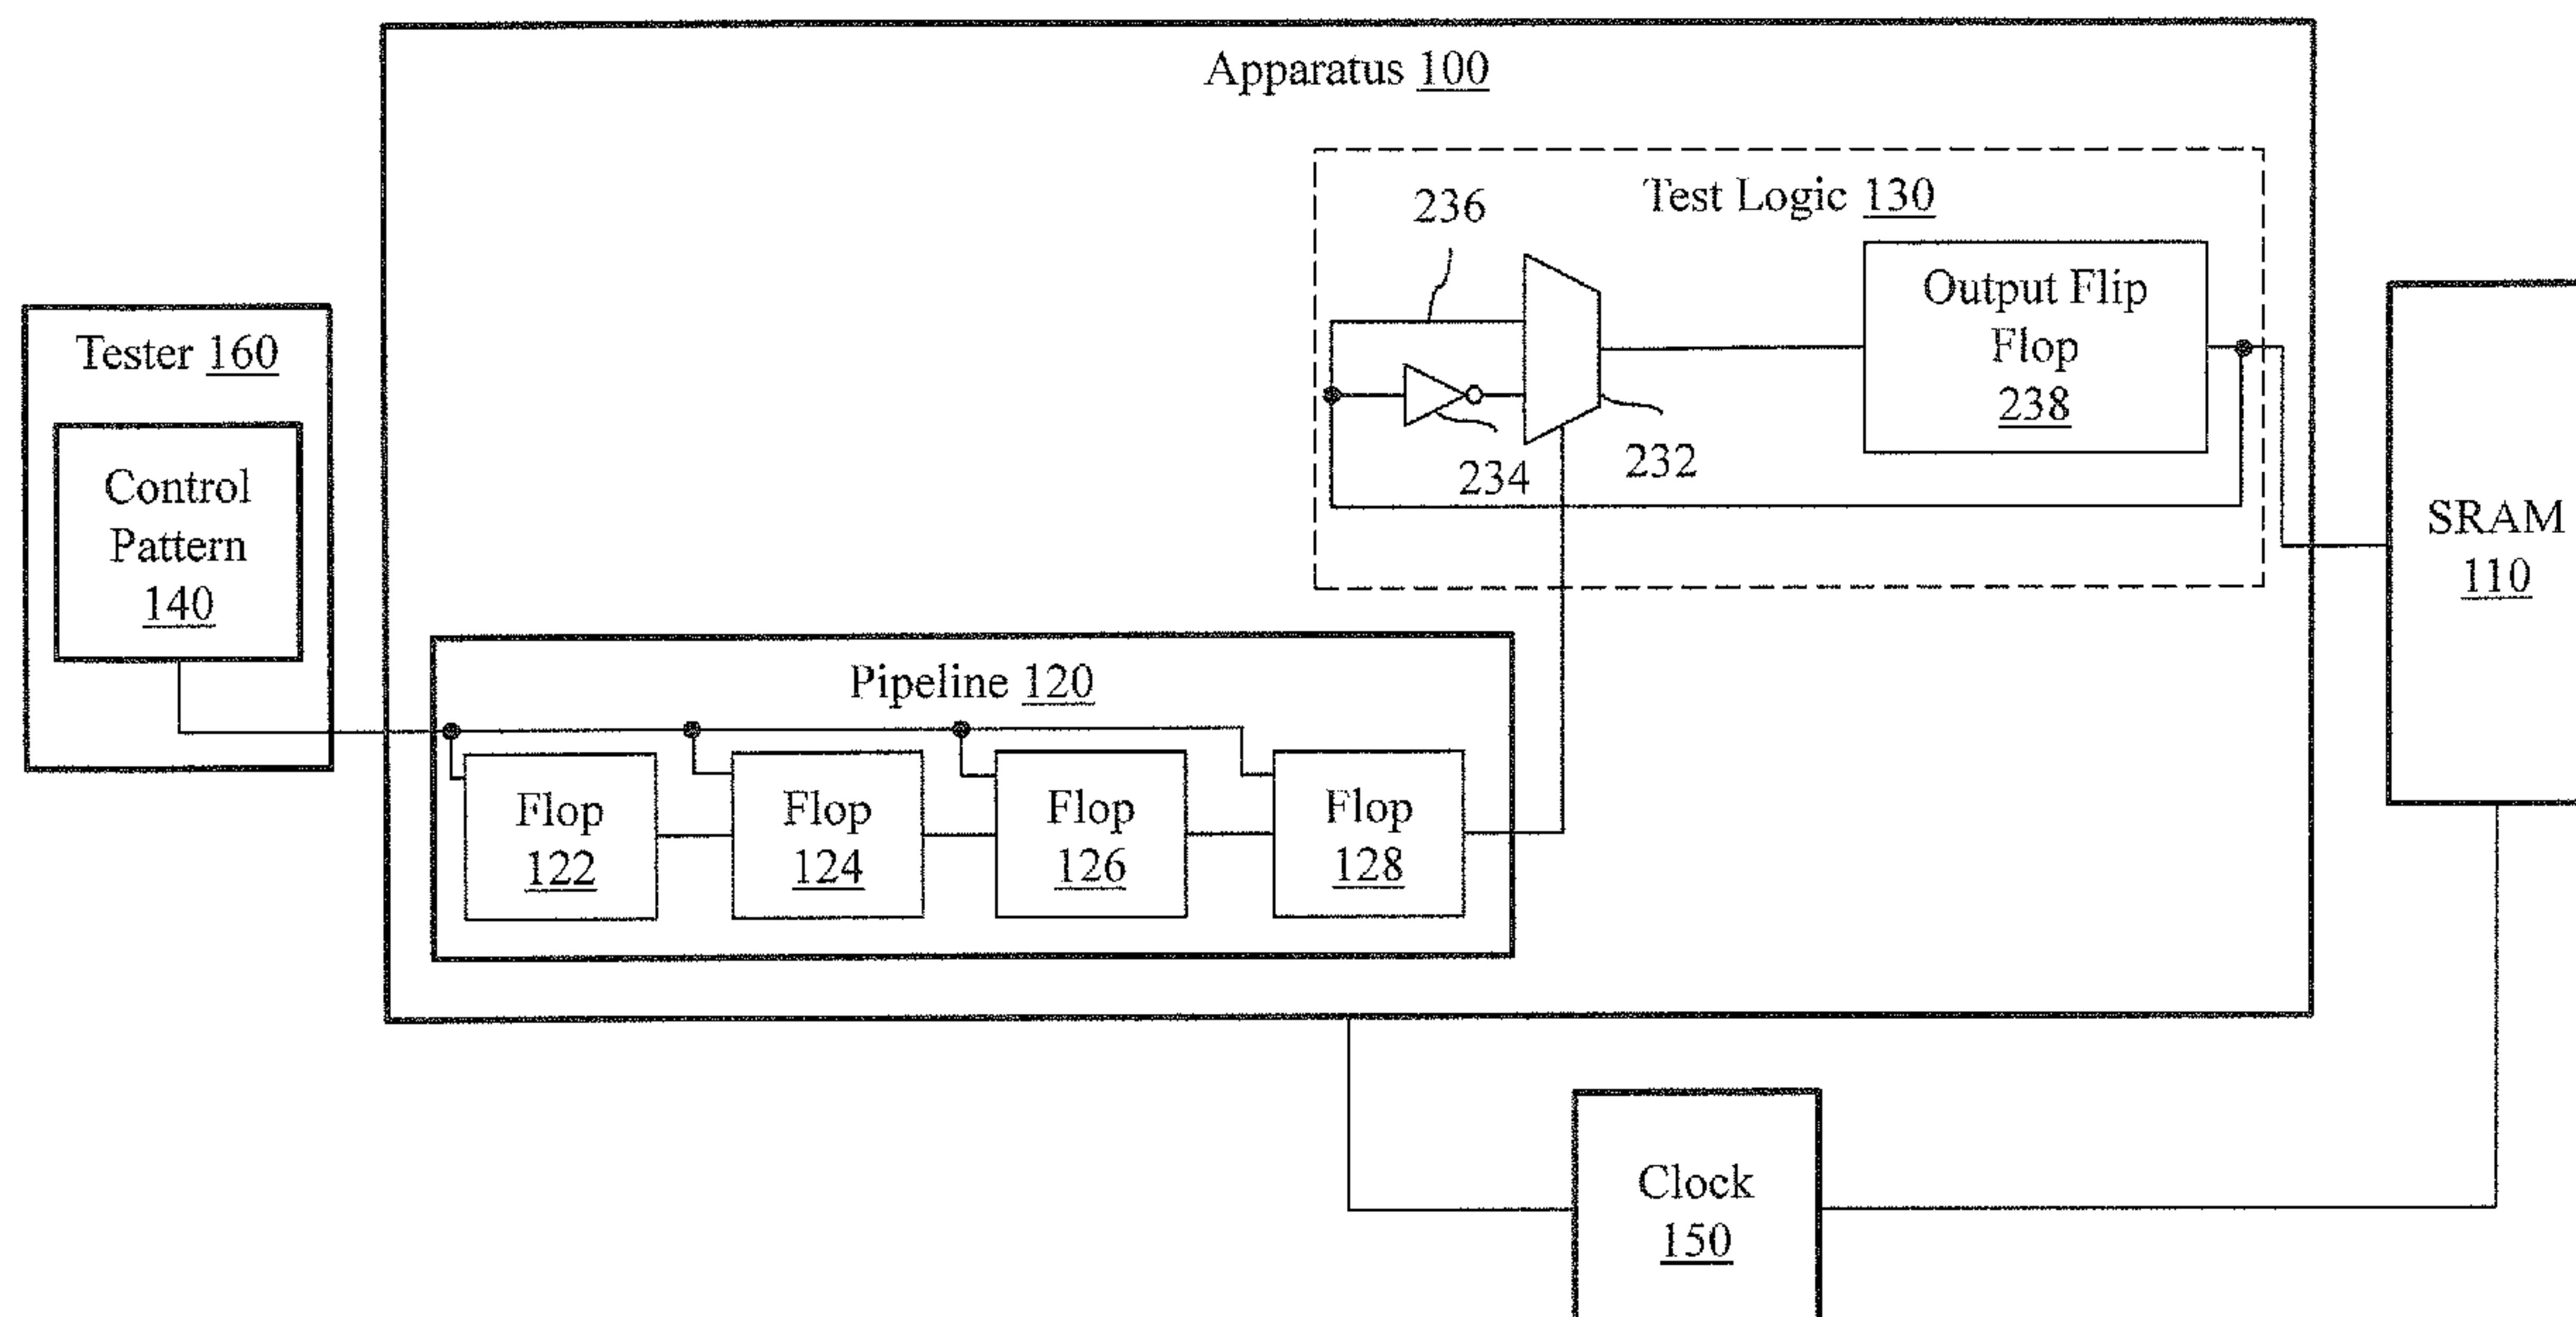 Apparatus 100
Test Logic 130
236
Output Flip
Flop
238
234
232
Tester 160
Control
Pattern
140
SRAM
110
Pipeline 120
Flop
122
Flop
124
Flop
126
Flop
128
Clock
150